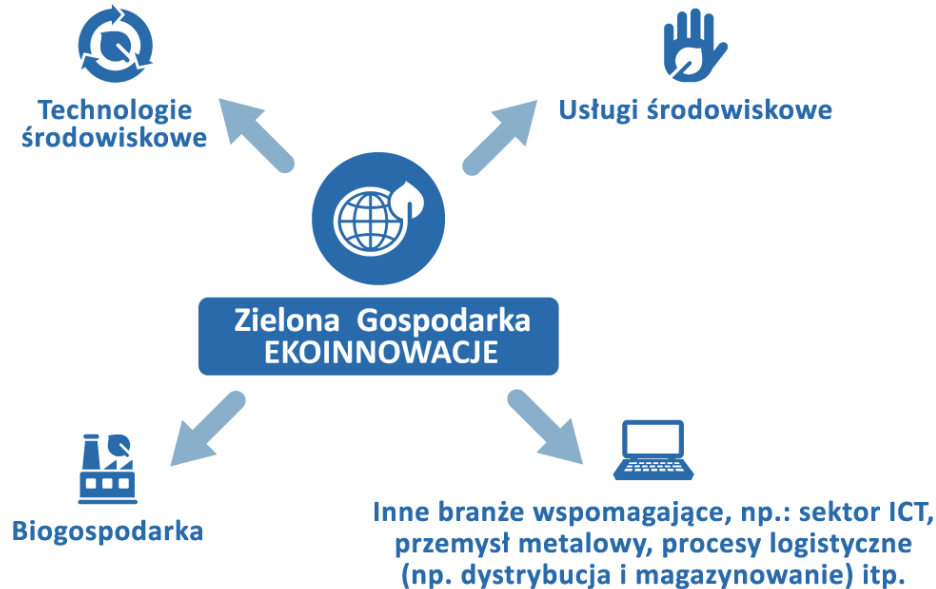 Technologie
środowiskowe
Usługi środowiskowe
Zielona Gospodarka
EKOINNOWACJE
Biogospodarka
Inne branże wspomagające, np.: sektor ICT,
przemysł metalowy, procesy logistyczne
(np. dystrybucja i magazynowanie) itp.